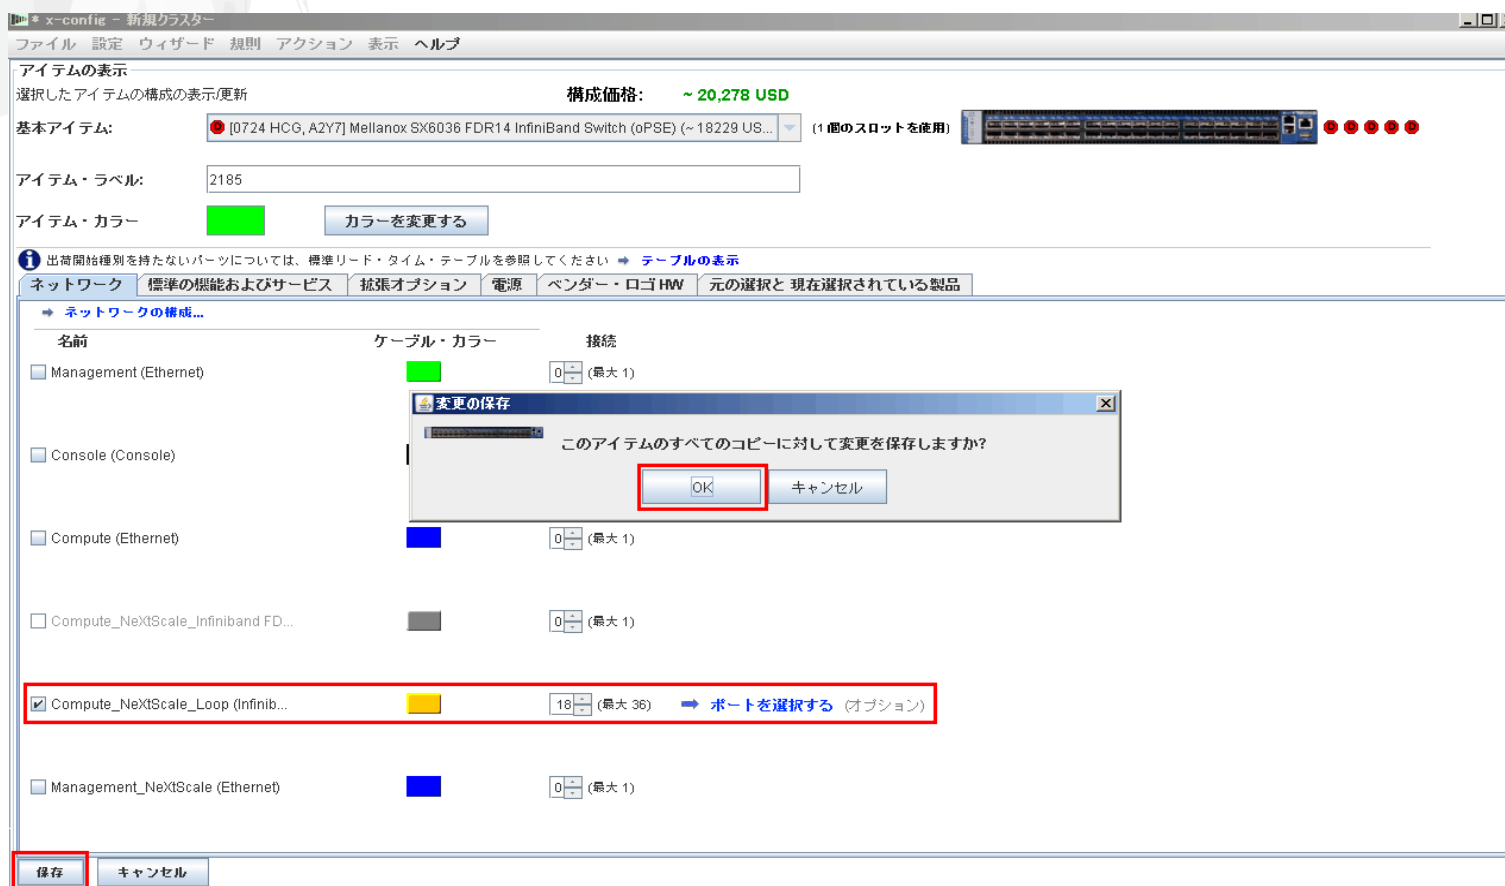 * x-config - 新規クラスター
ファイル 設定 ウィザード 規則 アクション 表示 ヘルプ
アイテムの表示
選択したアイテムの構成の表示/更新 構成価格: ~ 20,278 USD
基本アイテム: [0724 HCG, A2Y7] Mellanox SX6036 FDR14 InfiniBand Switch (oPSE) (~ 18229 US... (1 個のスロットを使用)
アイテム・ラベル: 2185
アイテム・カラー カラーを変更する
出荷開始種別を持たないパーツについては、標準リード・タイム・テーブルを参照してください テーブルの表示
ネットワーク 標準の機能およびサービス 拡張オプション 電源 ベンダー・ロゴ HW 元の選択と 現在選択されている製品
ネットワークの構成...
名前 ケーブル・カラー 接続
Management (Ethernet) 0 (最大 1)
変更の保存
このアイテムのすべてのコピーに対して変更を保存しますか?
Console (Console)
OK キャンセル
Compute (Ethernet) 0 (最大 1)
Compute_NeXtScale_Infiniband FD... 0 (最大 1)
Compute_NeXtScale_Loop (Infinib... 18 (最大 36) ポートを選択する (オプション)
Management_NeXtScale (Ethernet) 0 (最大 1)
保存 キャンセル